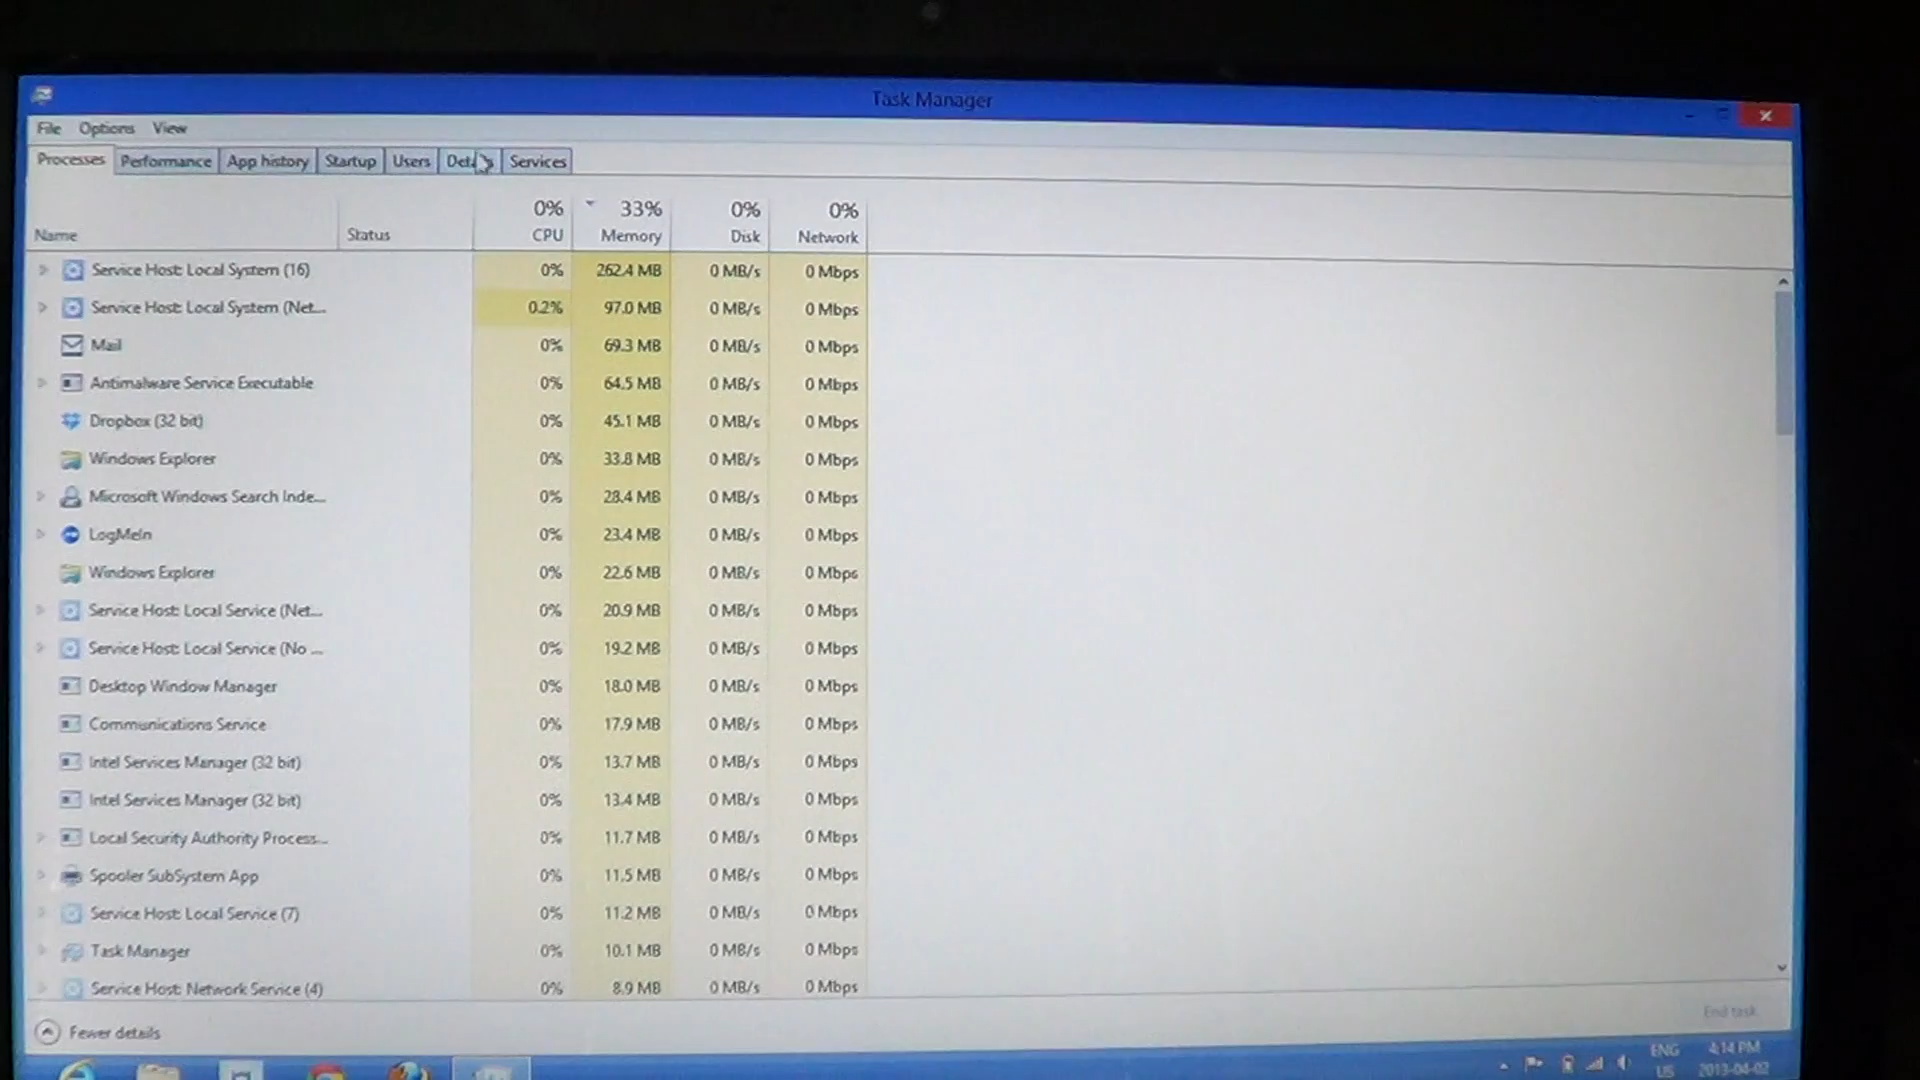 Task Manager
File Options View
Processes Performance App history Startup Users Services
0% 33% 0% 0%
Name Status CPU Memory Disk Network
Service Host: Local System (16) 0% 262.4 MB 0 MB/s 0 Mbps
Service Host: Local System (Net... 0.2% 97.0 MB 0 MB/s 0 Mbps
Mail 0% 69.3 MB 0 MB/s 0 Mbps
Antimalware Service Executable 0% 64.5 MB 0 MB/s 0 Mbps
Dropbox (32 bit) 0% 45.1 MB 0 MB/s 0 Mbps
Windows Explorer 0% 33.8 MB 0 MB/s 0 Mbps
Microsoft Windows Search Inde... 0% 28.4 MB 0 MB/s 0 Mbps
LogMeIn 0% 23.4 MB 0 MB/s 0 Mbps
Windows Explorer 0% 22.6 MB 0 MB/s 0 Mbps
Service Host: Local Service (Net... 0% 20.9 MB 0 MB/s 0 Mbps
Service Host: Local Service (No ... 0% 19.2 MB 0 MB/s 0 Mbps
Desktop Window Manager 0% 18.0 MB 0 MB/s 0 Mbps
Communications Service 0% 17.9 MB 0 MB/s 0 Mbps
Intel Services Manager (32 bit) 0% 13.7 MB 0 MB/s 0 Mbps
Intel Services Manager (32 bit) 0% 13.4 MB 0 MB/s 0 Mbps
Local Security Authority Process... 0% 11.7 MB 0 MB/s 0 Mbps
Spooler SubSystem App 0% 11.5 MB 0 MB/s 0 Mbps
Service Host: Local Service (7) 0% 11.2 MB 0 MB/s 0 Mbps
Task Manager 0% 10.1 MB 0 MB/s 0 Mbps
Service Host: Network Service (4) 0% 8.9 MB 0 MB/s 0 Mbps
End task
Fewer details
ENG 4:14 PM
US 2013-04-02